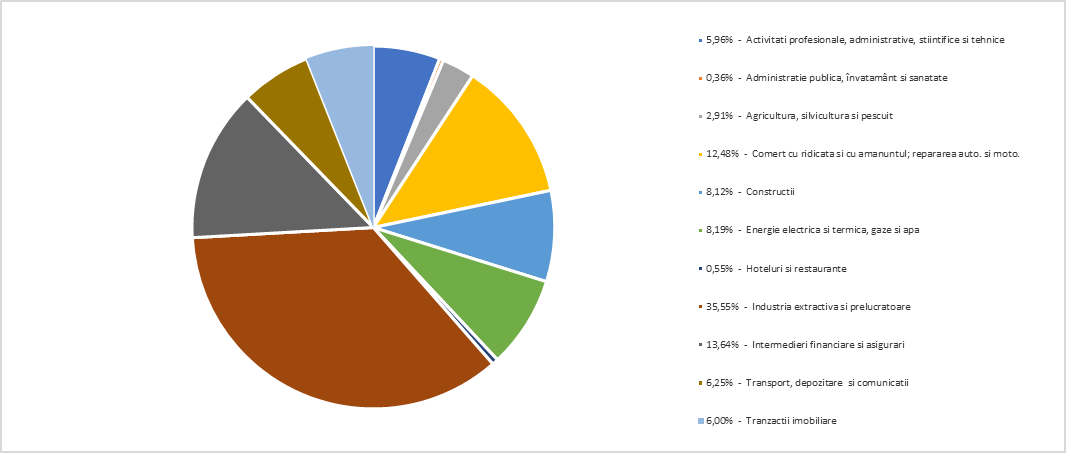 5,96% - Activitati profesionale, administrative, stiintifice si tehnice
0,36% - Administratie publica, învatamânt si sanatate
2,91% - Agricultura, silvicultura si pescuit
12,48% - Comert cu ridicata si cu amanuntul; repararea auto. si moto.
8,12% - Constructii
8,19% - Energie electrica si termica, gaze si apa
0,55% - Hoteluri si restaurante
35,55% - Industria extractiva si prelucratoare
13,64% - Intermedieri financiare si asigurari
6,25% - Transport, depozitare si comunicatii
6,00% - Tranzactii imobiliare